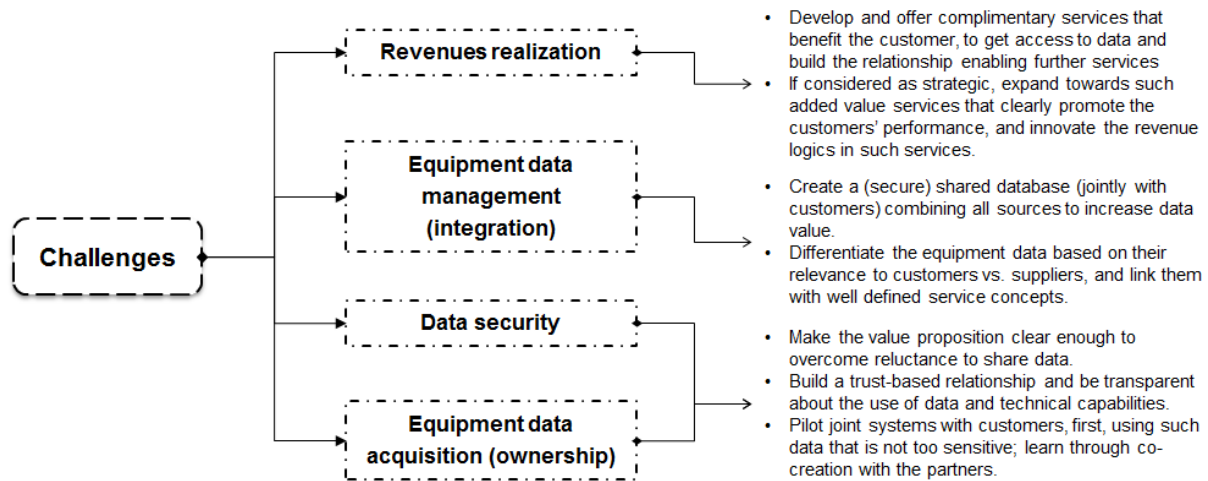 Challenges
Revenues realization
Equipment data
management
(integration)
Data security
Equipment data
acquisition (ownership)
• Develop and offer complimentary services that
benefit the customer, to get access to data and
build the relationship enabling further services
• If considered as strategic, expand towards such
added value services that clearly promote the
customers' performance, and innovate the revenue
logics in such services.
• Create a (secure) shared database (jointly with
customers) combining all sources to increase data
value.
• Differentiate the equipment data based on their
relevance to customers vs. suppliers, and link them
with well defined service concepts.
• Make the value proposition clear enough to
overcome reluctance to share data.
• Build a trust-based relationship and be transparent
about the use of data and technical capabilities.
• Pilot joint systems with customers, first, using such
data that is not too sensitive; learn through co-
creation with the partners.